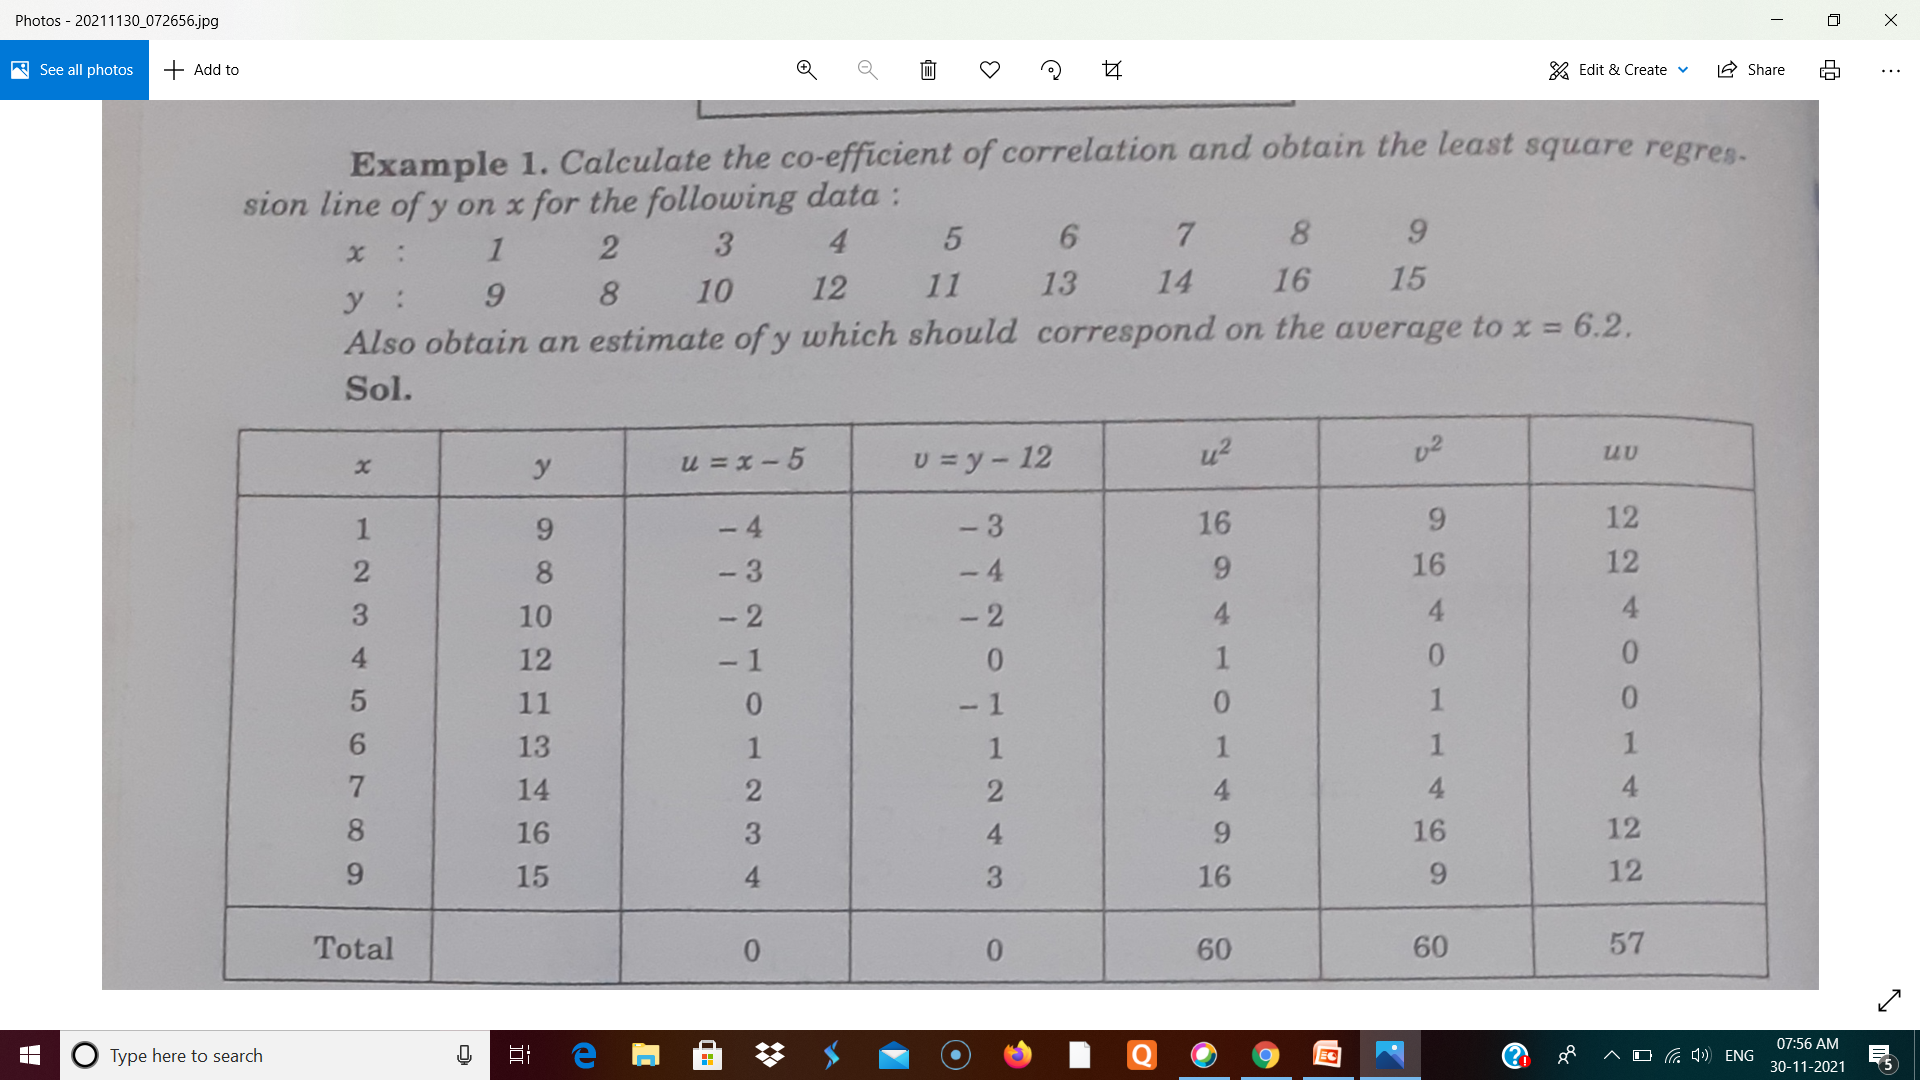 Photos - 20211130_072656.jpg
See all photos
Add to
Edit & Create
Share
Example 1. Calculate the co-efficient of correlation and obtain the least square regres-
sion line of y on x for the following data :
x : 1 2 3 4 5 6 7 8 9
y : 9 8 10 12 11 13 14 16 15
Also obtain an estimate of y which should correspond on the average to x = 6.2.
Sol.
x y u = x – 5 v = y – 12 u² v² uv
1 9 – 4 – 3 16 9 12
2 8 – 3 – 4 9 16 12
3 10 – 2 – 2 4 4 4
4 12 – 1 0 1 0 0
5 11 0 – 1 0 1 0
6 13 1 1 1 1 1
7 14 2 2 4 4 4
8 16 3 4 9 16 12
9 15 4 3 16 9 12
Total 0 0 60 60 57
Type here to search
ENG
07:56 AM
30-11-2021
5